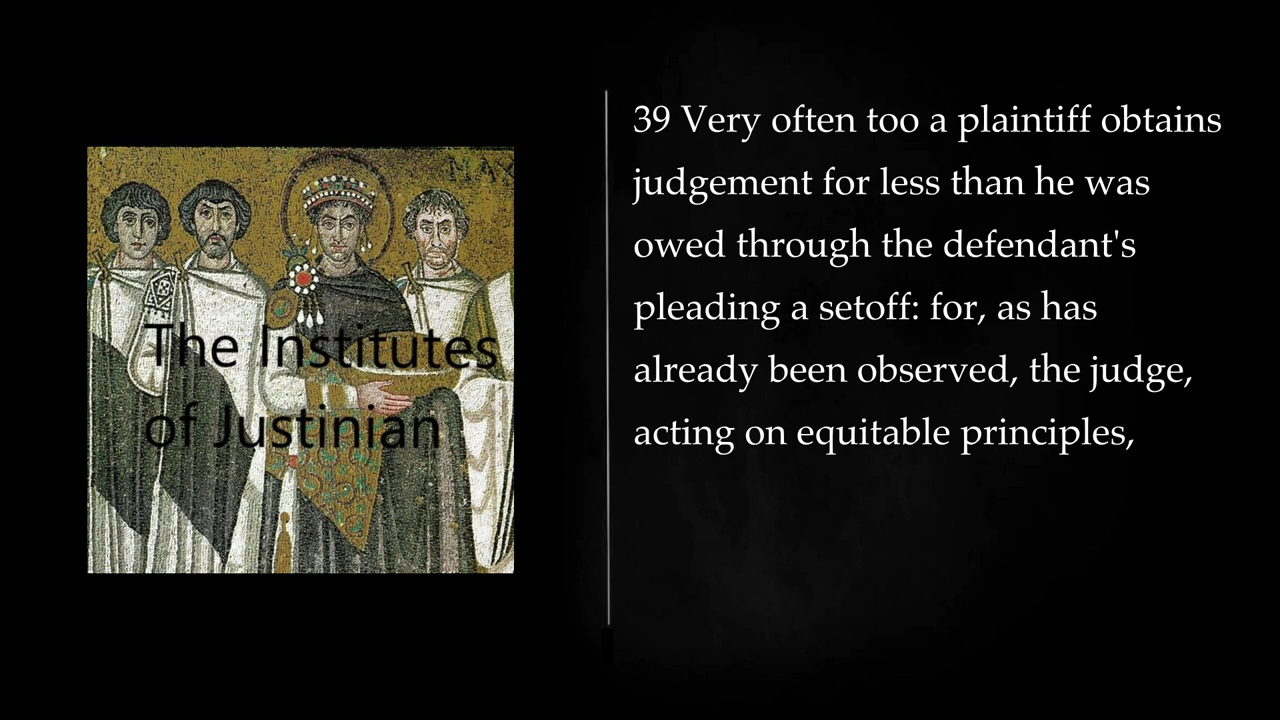 The Institutes
of Justinian
39 Very often too a plaintiff obtains
judgement for less than he was
owed through the defendant's
pleading a setoff: for, as has
already been observed, the judge,
acting on equitable principles,